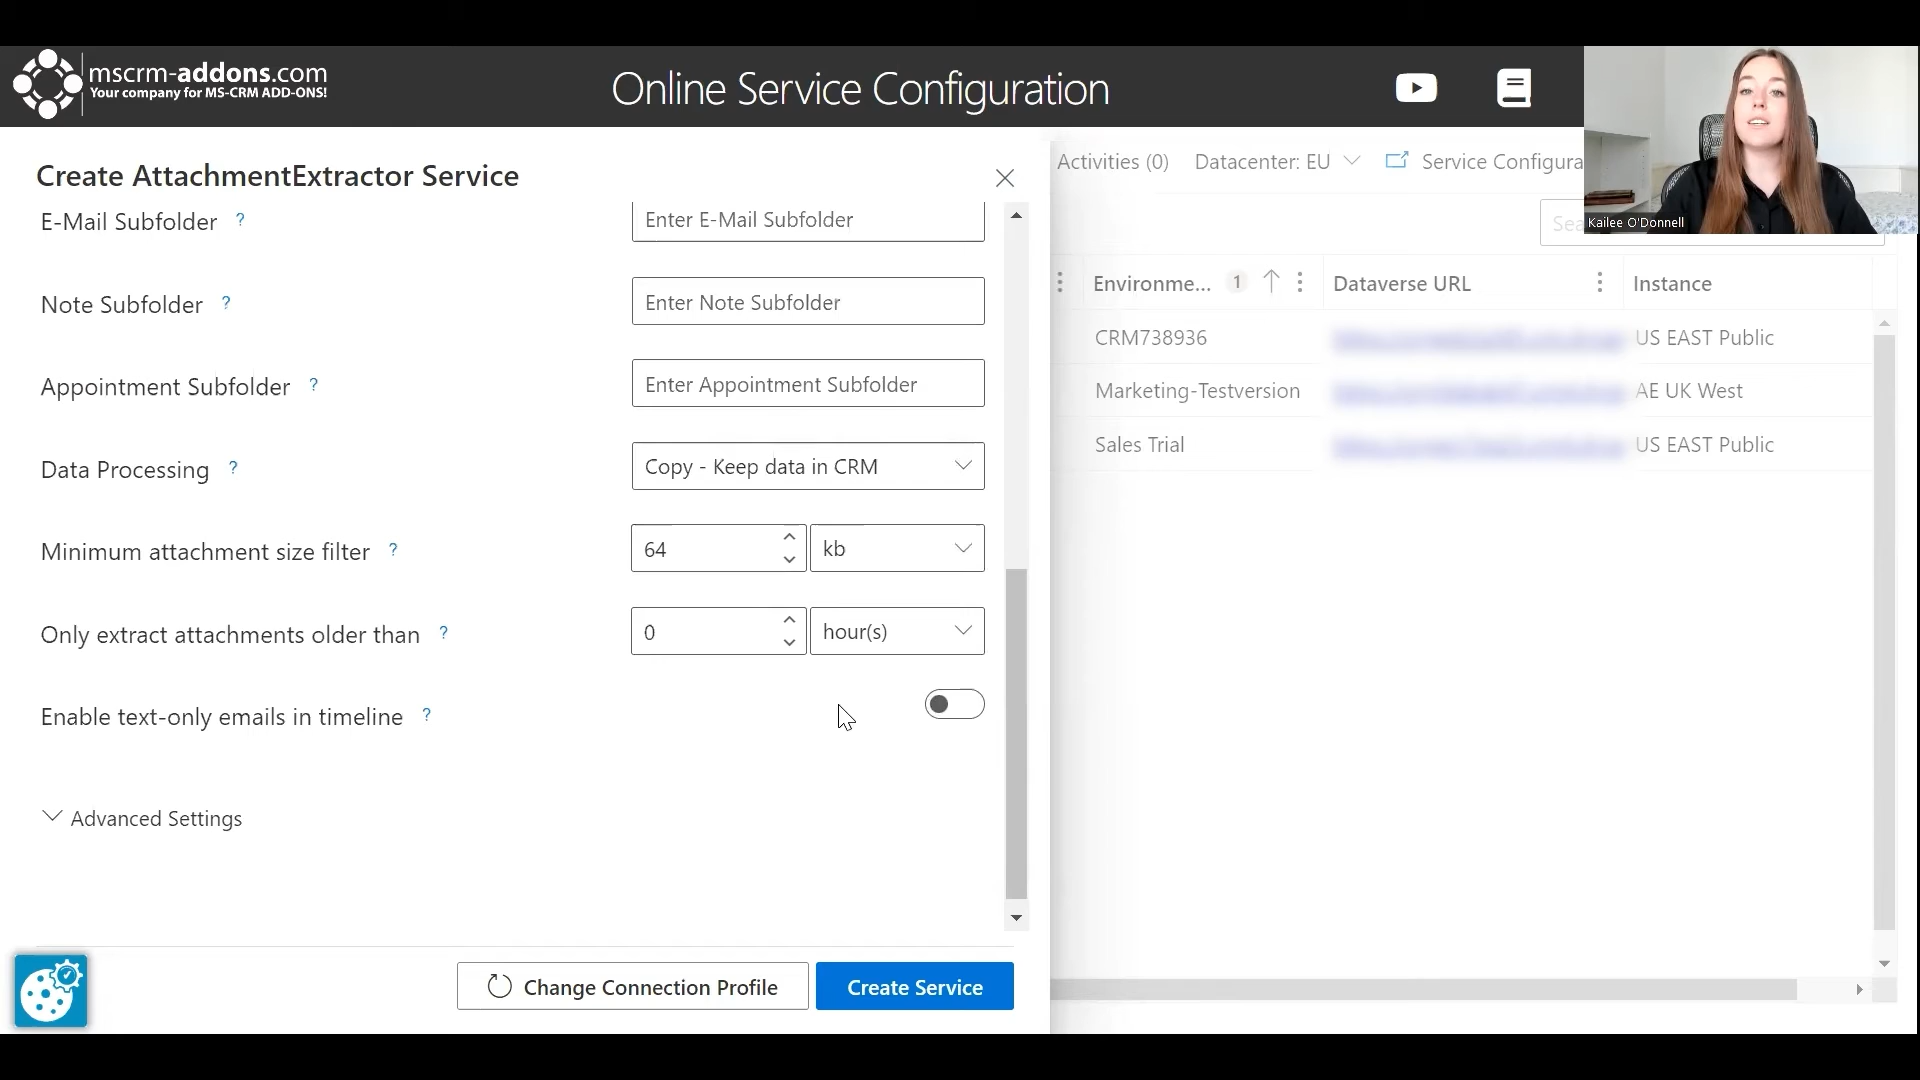 mscrm-addons.com
Your company for MS-CRM ADD-ONS!
Online Service Configuration
Kailee O'Donnell
Create AttachmentExtractor Service
E-Mail Subfolder ?
Enter E-Mail Subfolder
Note Subfolder ?
Enter Note Subfolder
Appointment Subfolder ?
Enter Appointment Subfolder
Data Processing ?
Copy - Keep data in CRM
Minimum attachment size filter ?
64 kb
Only extract attachments older than ?
0 hour(s)
Enable text-only emails in timeline ?
Advanced Settings
Change Connection Profile
Create Service
Activities (0) Datacenter: EU Service Configura
Sea
Environme... 1 Dataverse URL Instance
CRM738936 US EAST Public
Marketing-Testversion AE UK West
Sales Trial US EAST Public